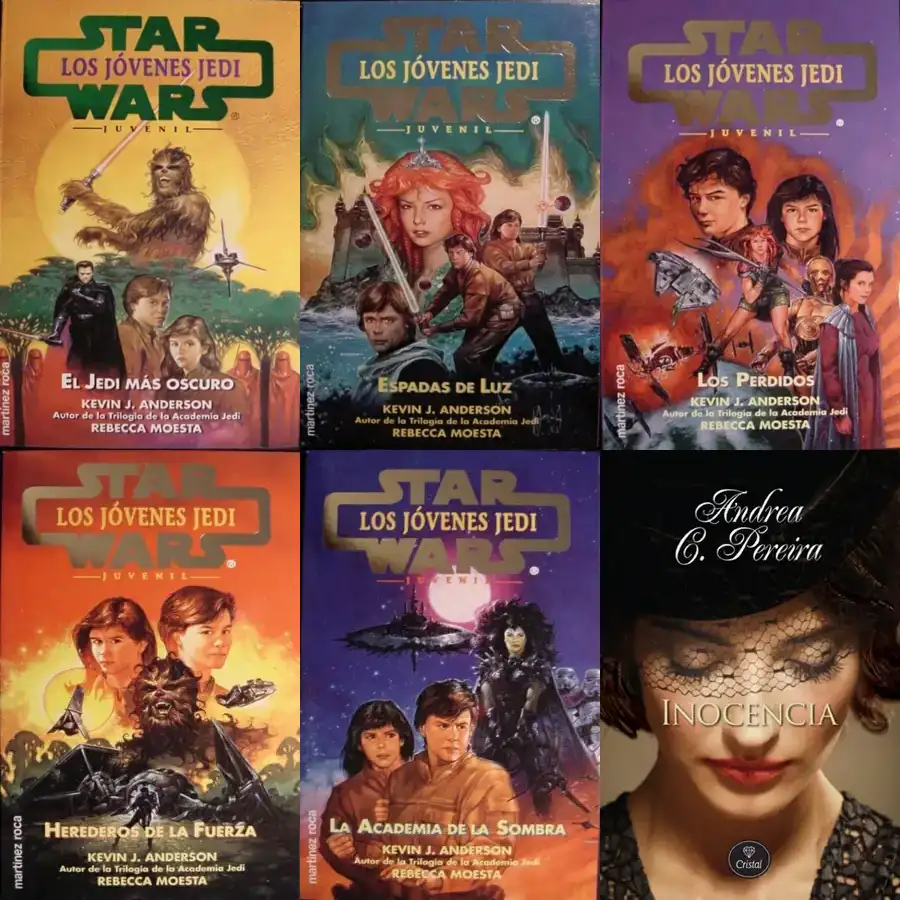 STAR
LOS JÓVENES JEDI
WARS
®
JUVENIL
EL JEDI MÁS OSCURO
KEVIN J. ANDERSON
Autor de la Trilogía de la Academia Jedi
REBECCA MOESTA
martínez roca
STAR
LOS JÓVENES JEDI
WARS
®
JUVENIL
ESPADAS DE LUZ
KEVIN J. ANDERSON
Autor de la Trilogía de la Academia Jedi
REBECCA MOESTA
martínez roca
STAR
LOS JÓVENES JEDI
WARS
JUVENIL
LOS PERDIDOS
KEVIN J. ANDERSON
Autor de la Trilogía de la Academia Jedi
REBECCA MOESTA
martínez roca
STAR
LOS JÓVENES JEDI
WARS
®
JUVENIL
HEREDEROS DE LA FUERZA
KEVIN J. ANDERSON
Autor de la Trilogía de la Academia Jedi
REBECCA MOESTA
martínez roca
STAR
LOS JÓVENES JEDI
WARS
JUVENIL
LA ACADEMIA DE LA SOMBRA
KEVIN J. ANDERSON
Autor de la Trilogía de la Academia Jedi
REBECCA MOESTA
martínez roca
Andrea
C. Pereira
INOCENCIA
Cristal